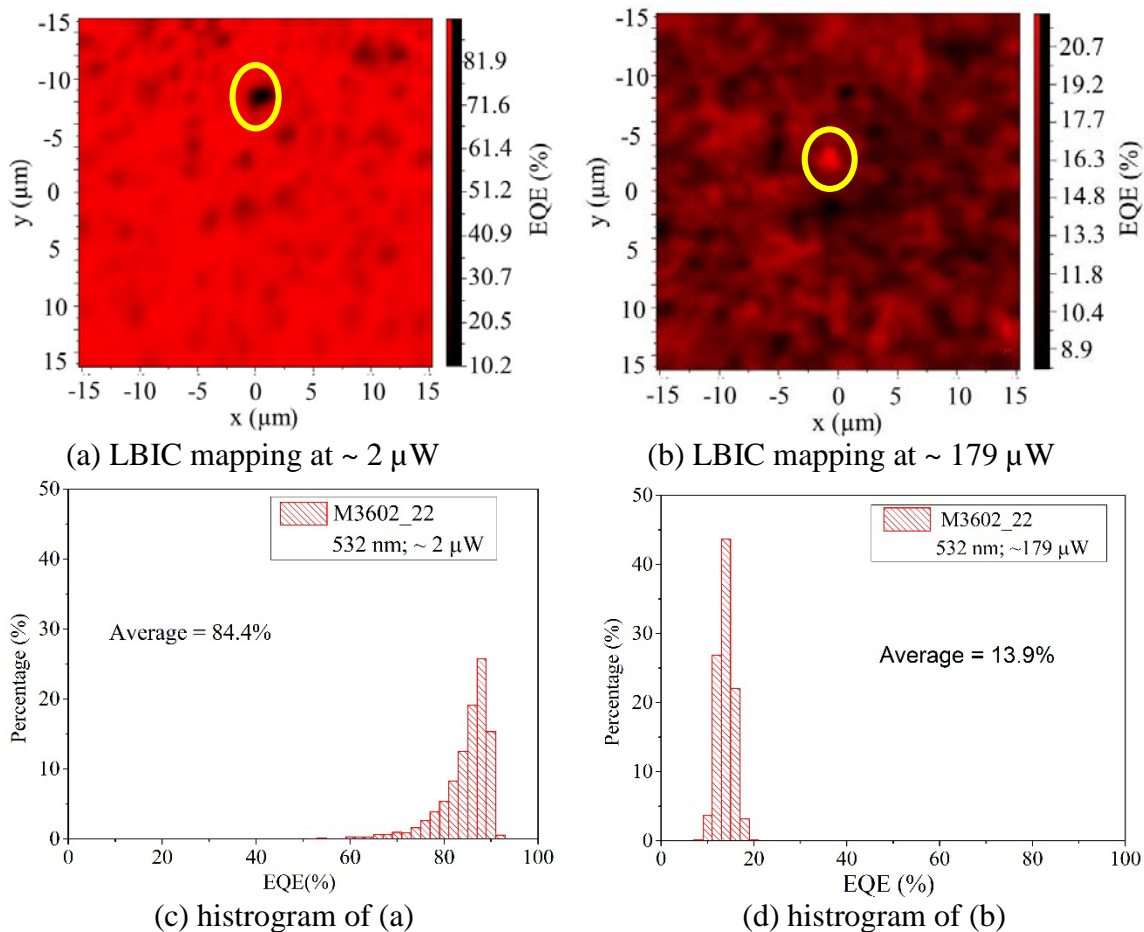 -15
-10
-5
0
5
10
15
y (µm)
-15 -10 -5 0 5 10 15
x (µm)
81.9
71.6
61.4
51.2
40.9
30.7
20.5
10.2
EQE (%)
-15
-10
-5
0
5
10
15
y (µm)
-15 -10 -5 0 5 10 15
x (µm)
20.7
19.2
17.7
16.3
14.8
13.3
11.8
10.4
8.9
EQE (%)
(a) LBIC mapping at ~ 2 µW
(b) LBIC mapping at ~ 179 µW
50
40
30
20
10
0
Percentage (%)
M3602_22
532 nm; ~ 2 µW
Average = 84.4%
0 20 40 60 80 100
EQE(%)
(c) histrogram of (a)
50
40
30
20
10
0
Percentage (%)
M3602_22
532 nm; ~179 µW
Average = 13.9%
0 20 40 60 80 100
EQE (%)
(d) histrogram of (b)